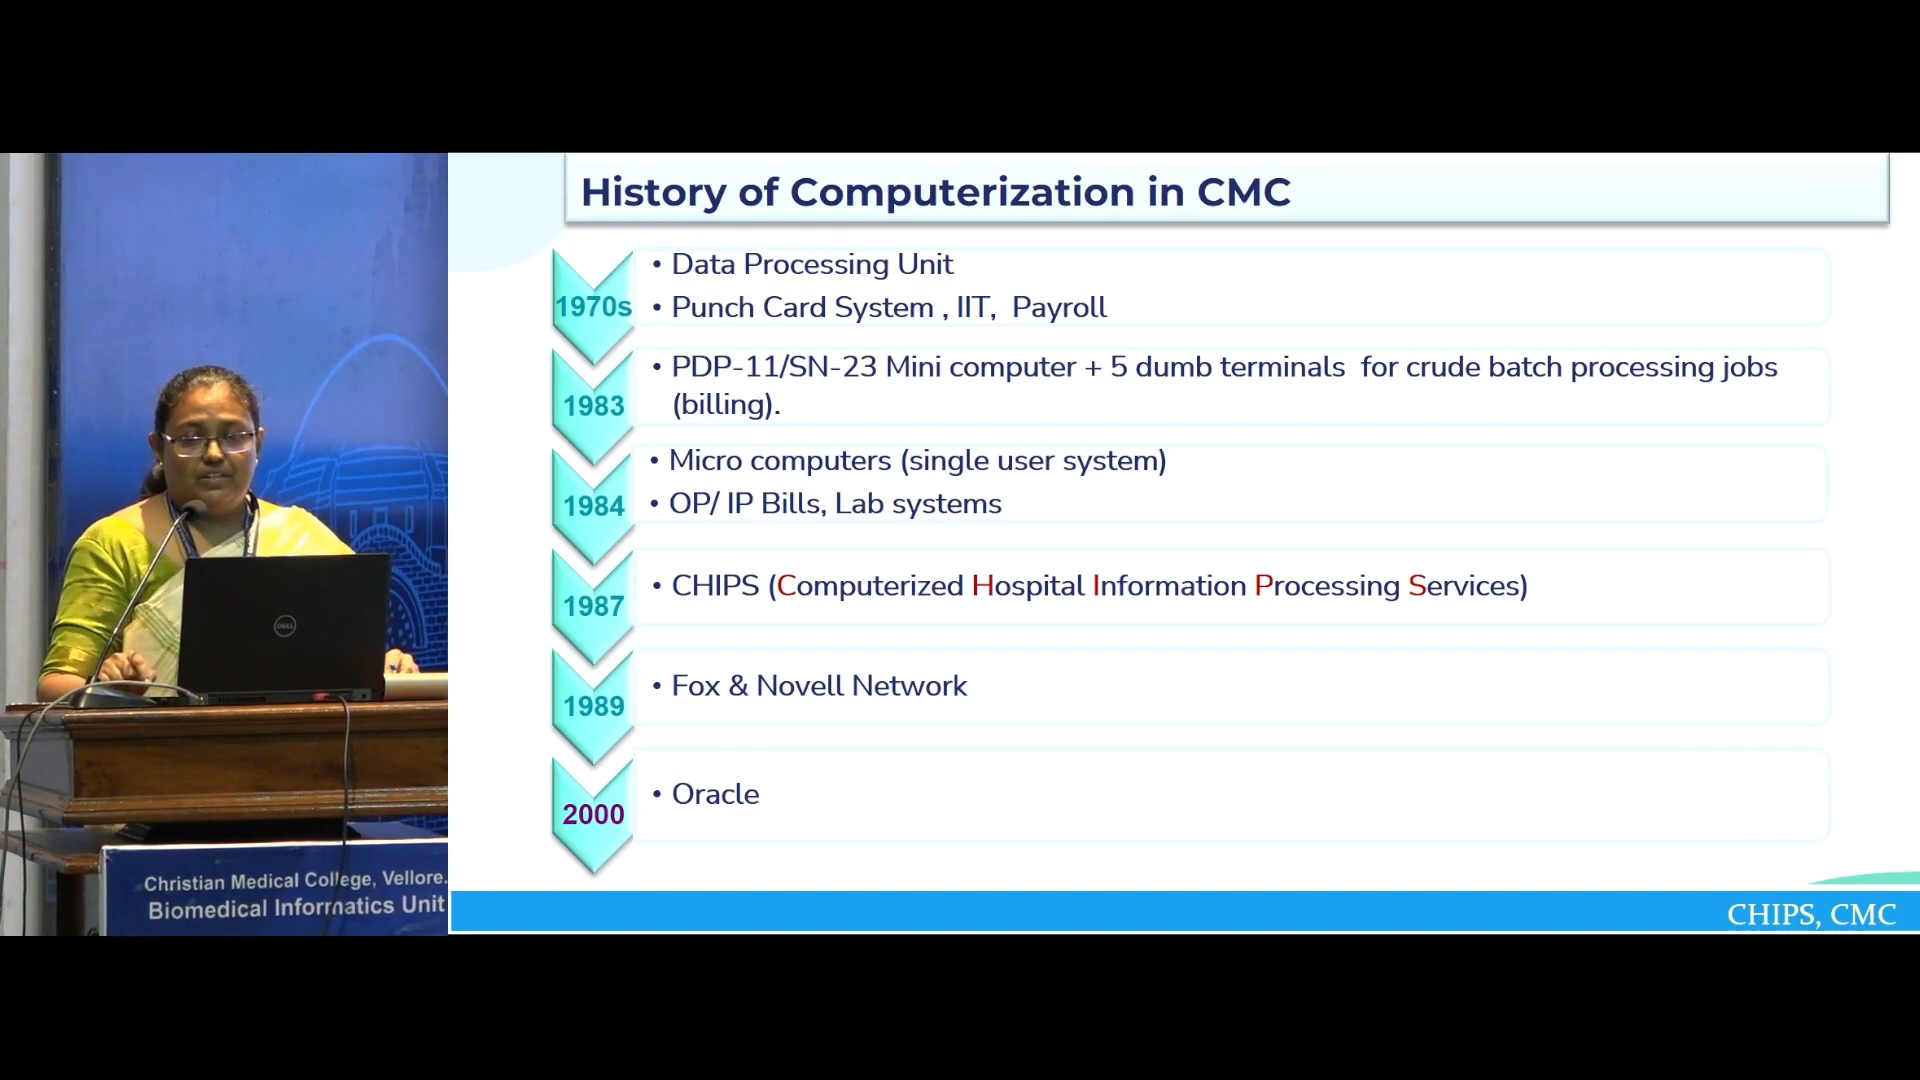 History of Computerization in CMC
1970s
• Data Processing Unit
• Punch Card System , IIT, Payroll
1983
• PDP-11/SN-23 Mini computer + 5 dumb terminals for crude batch processing jobs
(billing).
1984
• Micro computers (single user system)
• OP/ IP Bills, Lab systems
1987
• CHIPS (Computerized Hospital Information Processing Services)
1989
• Fox & Novell Network
2000
• Oracle
DELL
Christian Medical College, Vellore.
Biomedical Informatics Unit
CHIPS, CMC